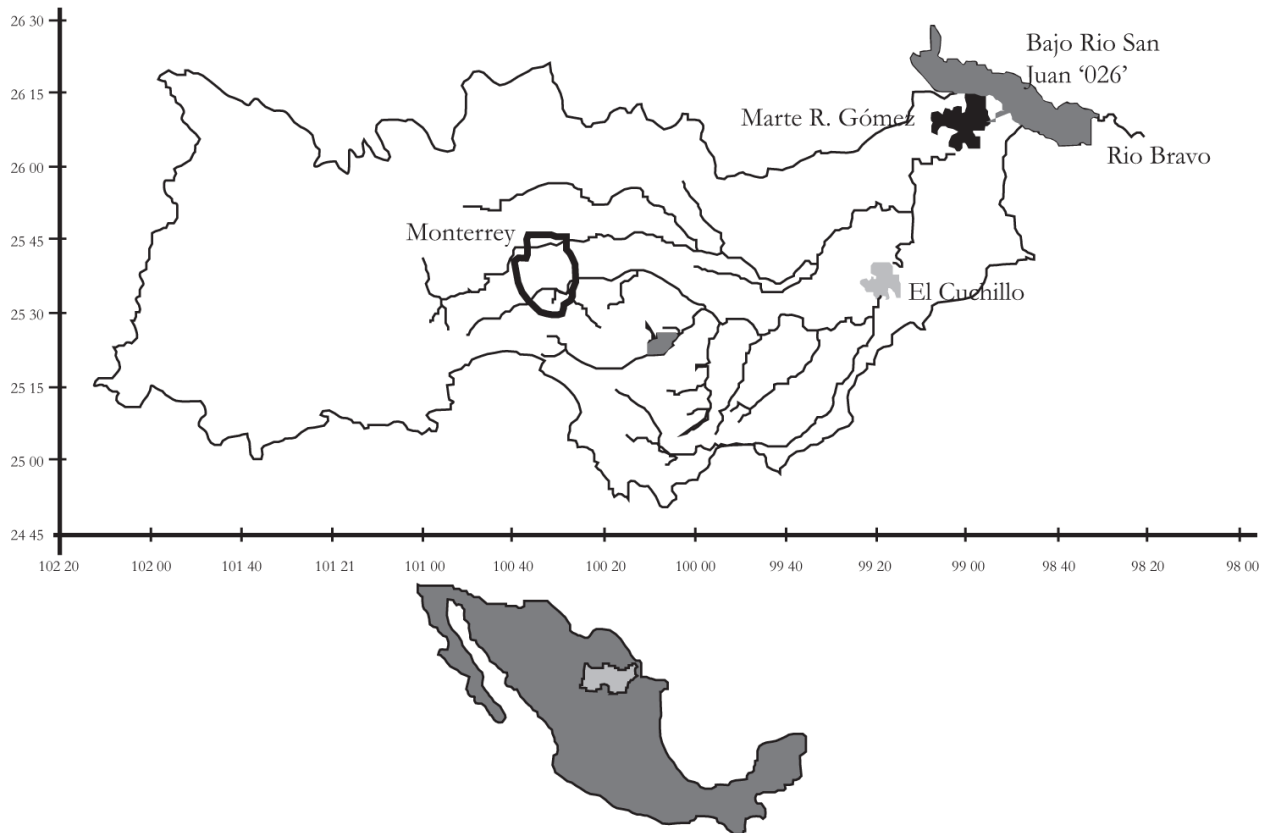 26 30
Bajo Rio San
Juan ‘026’
26 15
Marte R. Gómez
Rio Bravo
26 00
Monterrey
25 45
El Cuchillo
25 30
25 15
25 00
24 45
102 20 102 00 101 40 101 21 101 00 100 40 100 20 100 00 99 40 99 20 99 00 98 40 98 20 98 00